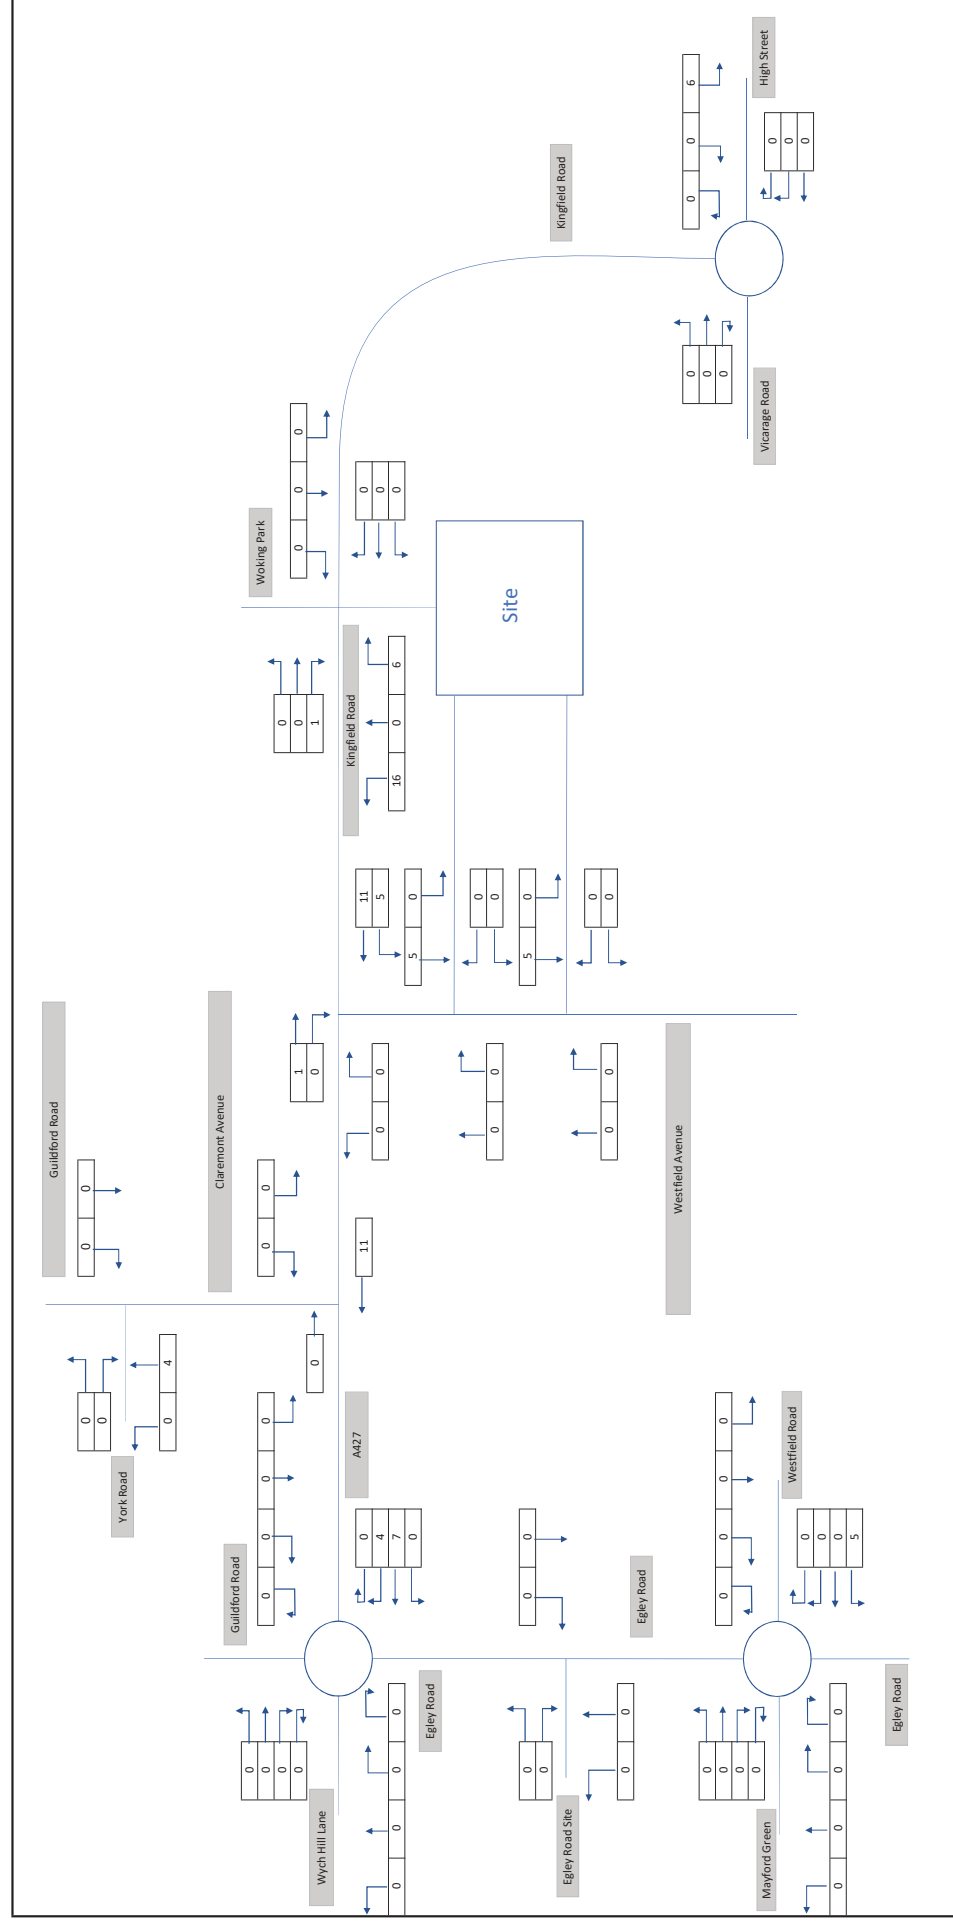 Guildford Road
0 0
0
0
York Road
0 4
Claremont Avenue
Guildford Road
0 0 0 0
0 0
0
0
0
0
Woking Park
0
0
1
0 0 0
1
0
0
Wych Hill Lane
Kingfield Road
A427
0
4
7
0
11
11
5
0
0
0
0 0
0 0 0 0
16 0 6
5 0
Egley Road
0
0
Site
0 0
0 0
0
0
5 0
Kingfield Road
Egley Road Site
0
0
0 0
0 0
0
0
Egley Road
Westfield Avenue
0
0
0
0
0 0 0 0
0
0
0
0 0 6
Mayford Green
Vicarage Road
High Street
Westfield Road
0
0
0
5
0
0
0
0 0 0 0
Egley Road